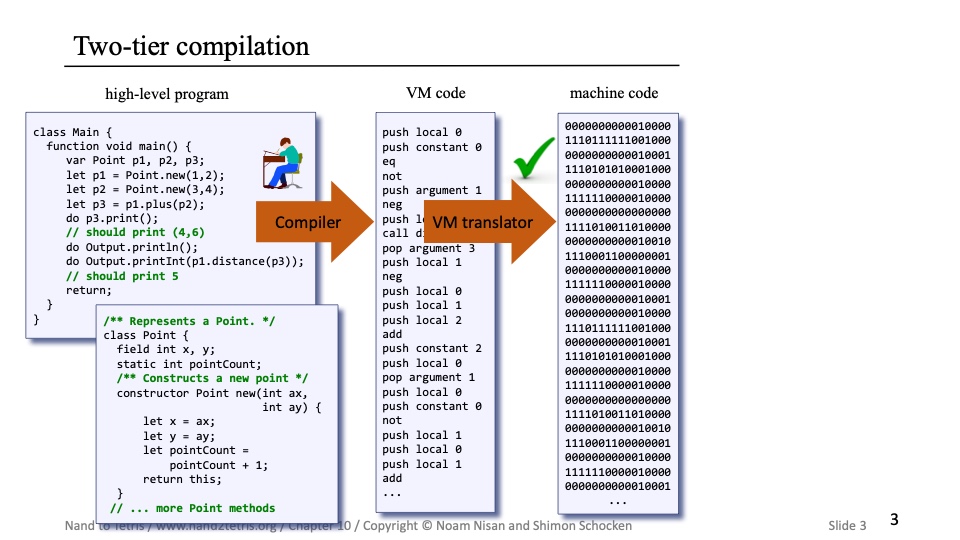 Two-tier compilation
high-level program
class Main {
function void main() {
var Point p1, p2, p3;
let p1 = Point.new(1,2);
let p2 = Point.new(3,4);
let p3 = p1.plus(p2);
do p3.print();
// should print (4,6)
do Output.println();
do Output.printInt(p1.distance(p3));
// should print 5
return;
}
}
/** Represents a Point. */
class Point {
field int x, y;
static int pointCount;
/** Constructs a new point */
constructor Point new(int ax,
int ay) {
let x = ax;
let y = ay;
let pointCount =
pointCount + 1;
return this;
}
// ... more Point methods
Compiler
VM code
push local 0
push constant 0
eq
not
push argument 1
neg
push
call
pop argument 3
push local 1
neg
push local 0
push local 1
push local 2
add
push constant 2
push local 0
pop argument 1
push local 0
push constant 0
not
push local 1
push local 0
push local 1
add
...
VM translator
machine code
0000000000010000
1110111111001000
0000000000010001
1110101010001000
0000000000010000
1111110000010000
0000000000000000
1111010011010000
0000000000010010
1110001100000001
0000000000010000
1111110000010000
0000000000010001
0000000000010000
1110111111001000
0000000000010001
1110101010001000
0000000000010000
1111110000010000
0000000000000000
1111010011010000
0000000000010010
1110001100000001
0000000000010000
1111110000010000
0000000000010001
...
Nand to Tetris / www.nand2tetris.org / Chapter 10 / Copyright © Noam Nisan and Shimon Schocken
Slide 3
3